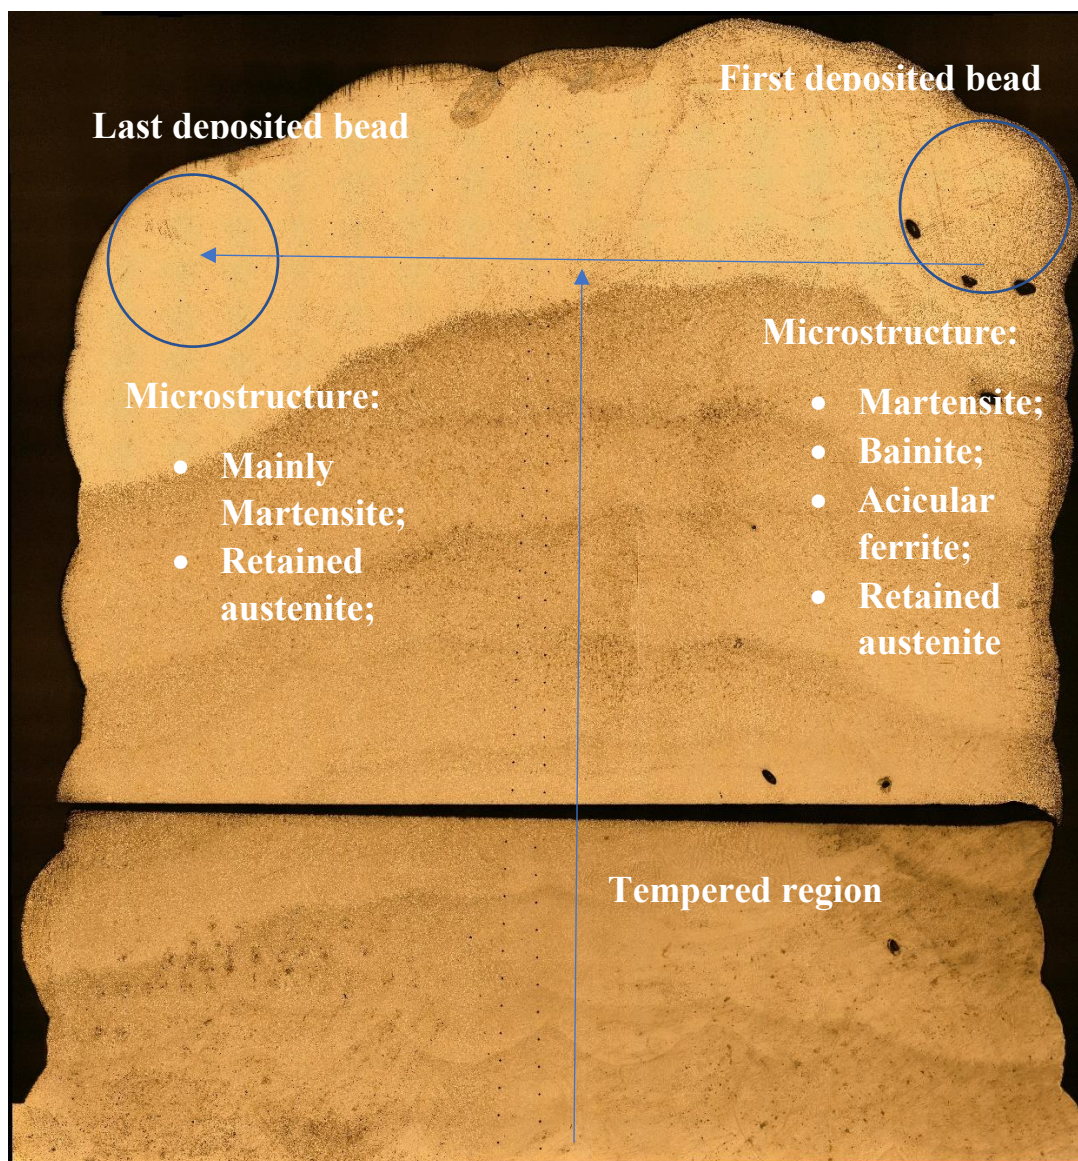 First deposited bead
Last deposited bead
Microstructure:
• Mainly
Martensite;
• Retained
austenite;
Microstructure:
• Martensite;
• Bainite;
• Acicular
ferrite;
• Retained
austenite
Tempered region